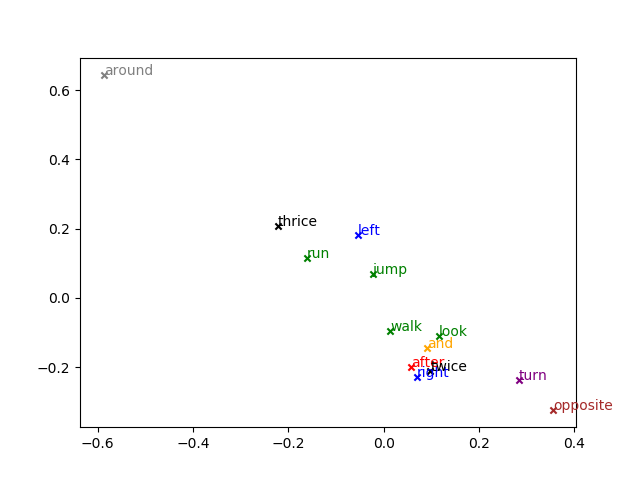 around
0.6
0.4
thrice
0.2
left
run
jump
0.0
walk
look
and
after
twice
−0.2
right
turn
opposite
−0.6
−0.4
−0.2
0.0
0.2
0.4